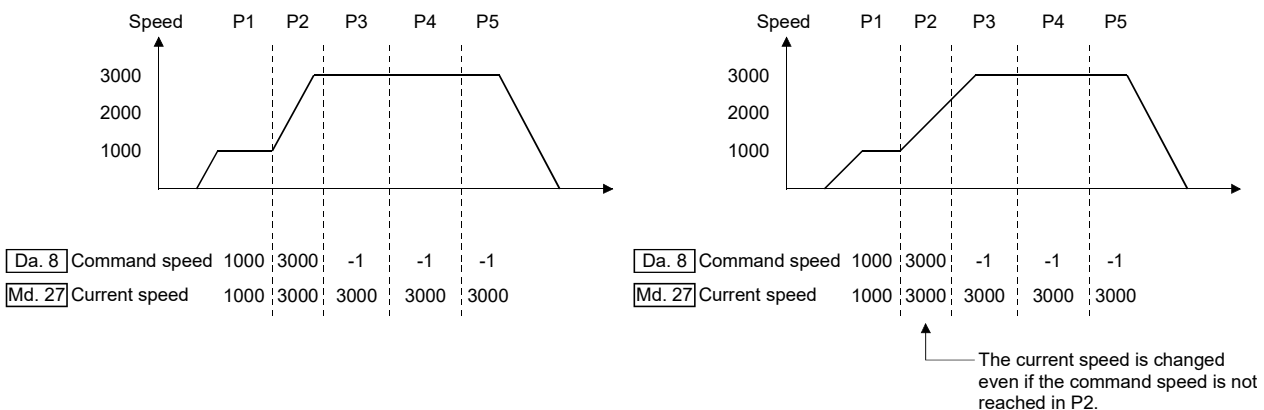 Speed P1 P2 P3 P4 P5
3000
2000
1000
Da. 8 Command speed 1000 3000 -1 -1 -1
Md. 27 Current speed 1000 3000 3000 3000 3000
Speed P1 P2 P3 P4 P5
3000
2000
1000
Da. 8 Command speed 1000 3000 -1 -1 -1
Md. 27 Current speed 1000 3000 3000 3000 3000
The current speed is changed
even if the command speed is not
reached in P2.